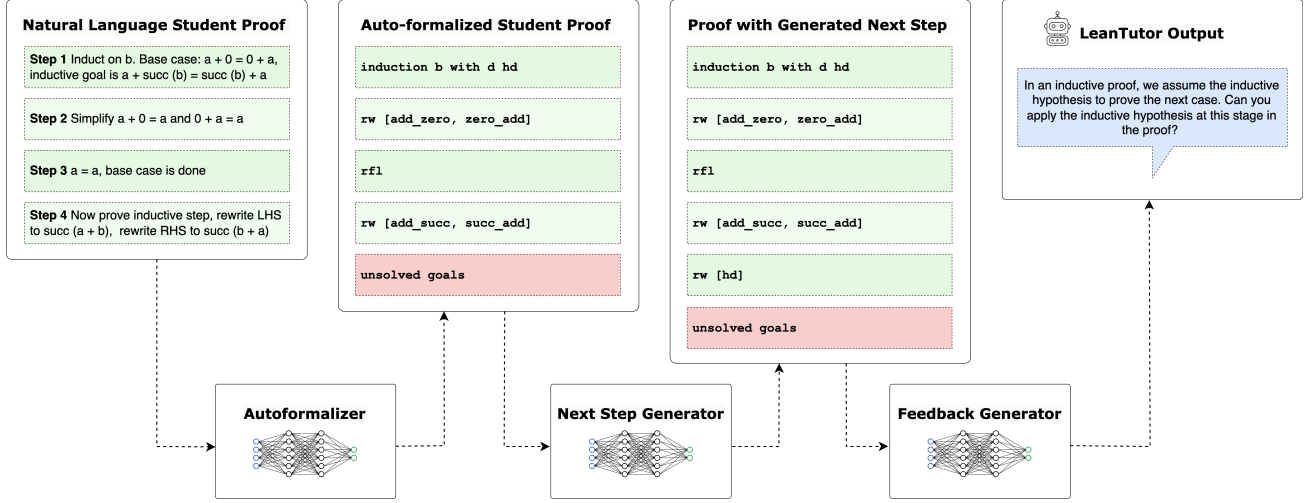 Natural Language Student Proof
Step 1 Induct on b. Base case: a + 0 = 0 + a,
inductive goal is a + succ (b) = succ (b) + a
Step 2 Simplify a + 0 = a and 0 + a = a
Step 3 a = a, base case is done
Step 4 Now prove inductive step, rewrite LHS
to succ (a + b), rewrite RHS to succ (b + a)
Auto-formalized Student Proof
induction b with d hd
rw [add_zero, zero_add]
rfl
rw [add_succ, succ_add]
unsolved goals
Proof with Generated Next Step
induction b with d hd
rw [add_zero, zero_add]
rfl
rw [add_succ, succ_add]
rw [hd]
unsolved goals
LeanTutor Output
In an inductive proof, we assume the inductive
hypothesis to prove the next case. Can you
apply the inductive hypothesis at this stage in
the proof?
Autoformalizer
Next Step Generator
Feedback Generator